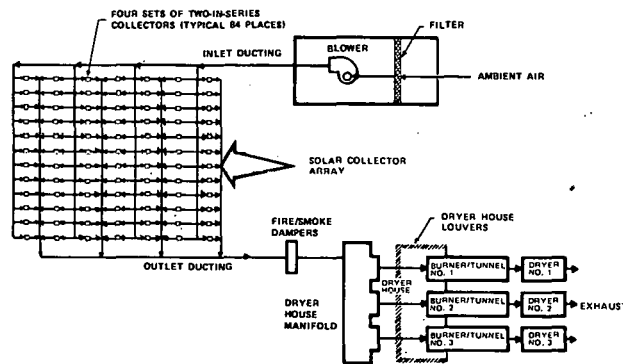 FOUR SETS OF TWO-IN-SERIES
COLLECTORS (TYPICAL 84 PLACES)
FILTER
BLOWER
INLET DUCTING
AMBIENT AIR
SOLAR COLLECTOR
ARRAY
DRYER HOUSE
LOUVERS
FIRE/SMOKE
DAMPERS
OUTLET DUCTING
BURNER/TUNNEL
NO. 1
DRYER
NO. 1
DRYER
HOUSE
DRYER
HOUSE
MANIFOLD
BURNER/TUNNEL
NO. 2
DRYER
NO. 2
EXHAUST
BURNER/TUNNEL
NO. 3
DRYER
NO. 3